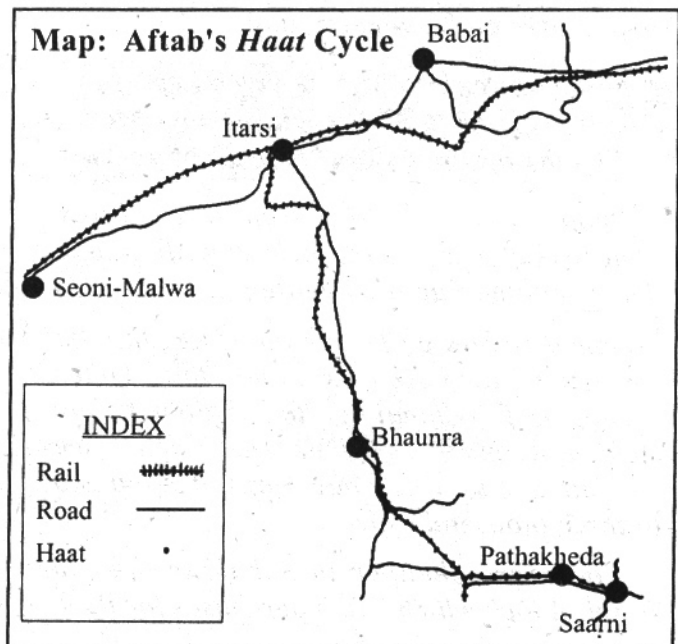 Map: Aftab's Haat Cycle
Babai
Itarsi
Seoni-Malwa
Bhaunra
Pathakheda
Saarni
INDEX
Rail
Road
Haat